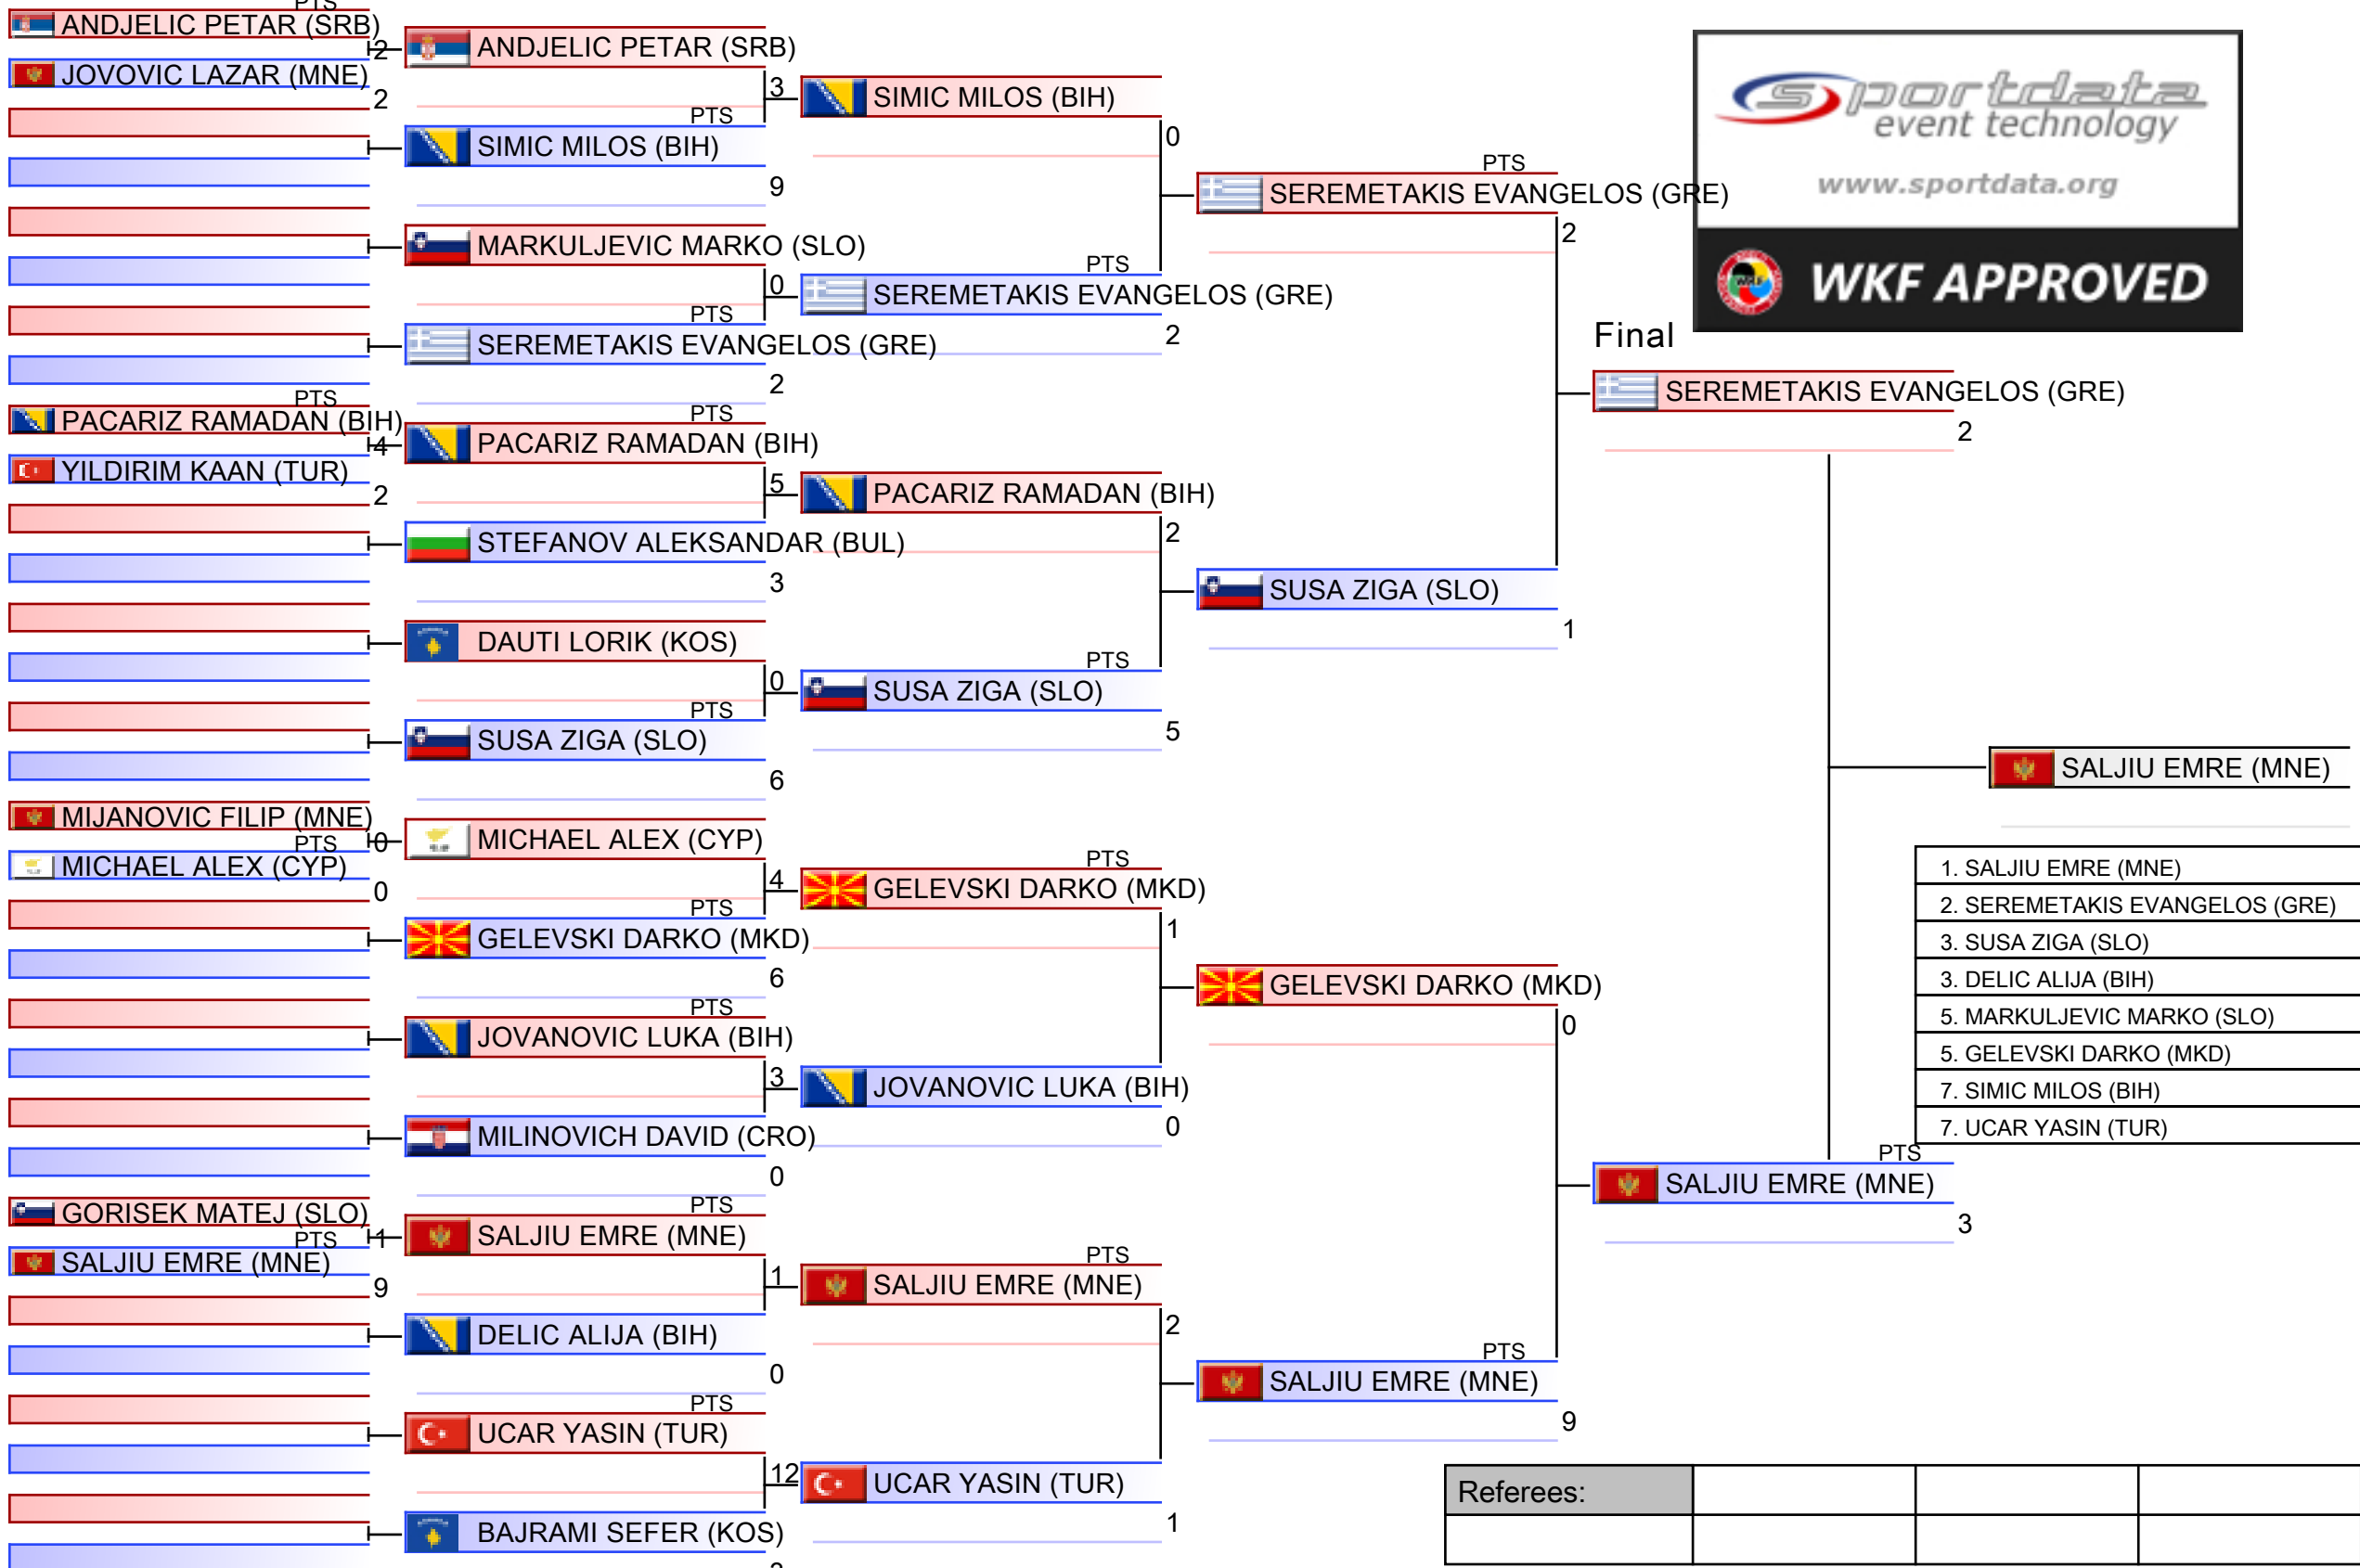 PTS
ANDJELIC PETAR (SRB)
2
JOVOVIC LAZAR (MNE)
2
PTS
PACARIZ RAMADAN (BIH)
4
YILDIRIM KAAN (TUR)
2
MIJANOVIC FILIP (MNE)
0
PTS
MICHAEL ALEX (CYP)
0
GORISEK MATEJ (SLO)
1
PTS
SALJIU EMRE (MNE)
9
ANDJELIC PETAR (SRB)
3
PTS
SIMIC MILOS (BIH)
9
MARKULJEVIC MARKO (SLO)
0
PTS
SEREMETAKIS EVANGELOS (GRE)
2
PTS
PACARIZ RAMADAN (BIH)
5
STEFANOV ALEKSANDAR (BUL)
3
DAUTI LORIK (KOS)
0
PTS
SUSA ZIGA (SLO)
6
MICHAEL ALEX (CYP)
4
PTS
GELEVSKI DARKO (MKD)
6
PTS
JOVANOVIC LUKA (BIH)
3
MILINOVICH DAVID (CRO)
0
PTS
SALJIU EMRE (MNE)
1
DELIC ALIJA (BIH)
0
PTS
UCAR YASIN (TUR)
12
BAJRAMI SEFER (KOS)
SIMIC MILOS (BIH)
0
PTS
SEREMETAKIS EVANGELOS (GRE)
2
PACARIZ RAMADAN (BIH)
2
PTS
SUSA ZIGA (SLO)
5
PTS
GELEVSKI DARKO (MKD)
1
JOVANOVIC LUKA (BIH)
0
PTS
SALJIU EMRE (MNE)
2
UCAR YASIN (TUR)
1
PTS
SEREMETAKIS EVANGELOS (GRE)
2
SUSA ZIGA (SLO)
1
GELEVSKI DARKO (MKD)
0
PTS
SALJIU EMRE (MNE)
9
Final
SEREMETAKIS EVANGELOS (GRE)
2
PTS
SALJIU EMRE (MNE)
3
sportdata
event technology
www.sportdata.org
WKF
WKF APPROVED
SALJIU EMRE (MNE)
1. SALJIU EMRE (MNE)
2. SEREMETAKIS EVANGELOS (GRE)
3. SUSA ZIGA (SLO)
3. DELIC ALIJA (BIH)
5. MARKULJEVIC MARKO (SLO)
5. GELEVSKI DARKO (MKD)
7. SIMIC MILOS (BIH)
7. UCAR YASIN (TUR)
Referees: